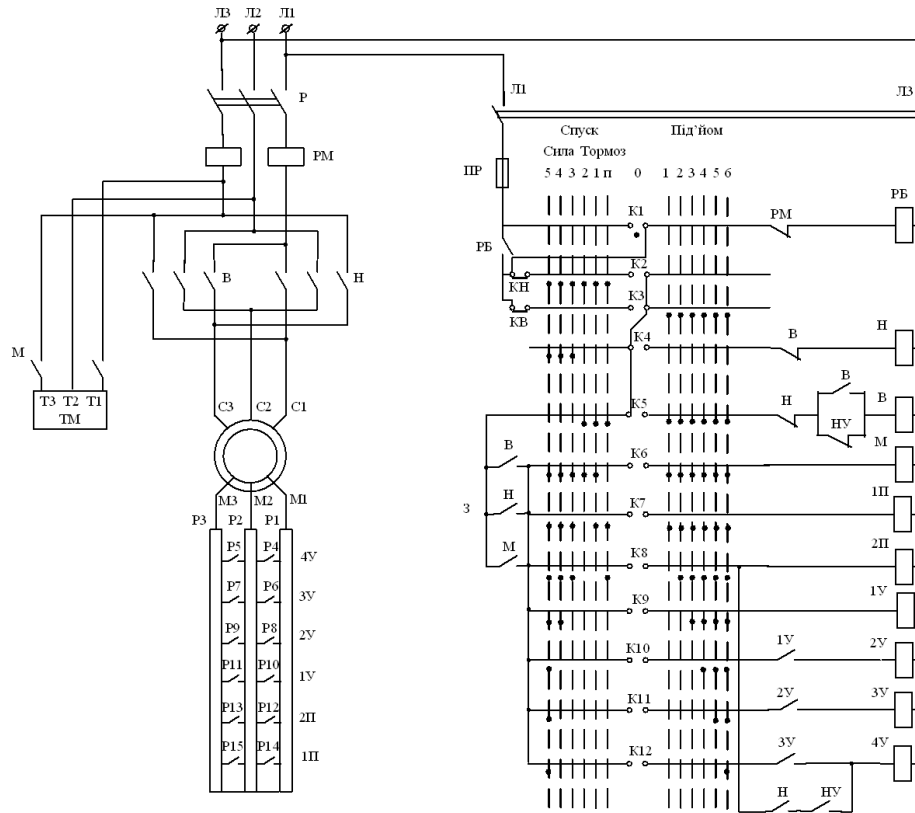 Л3 Л2 Л1
Р
РМ
В Н
М
Т3 Т2 Т1
ТМ
С3 С2 С1
М3 М2 М1
Р3 Р2 Р1
Р5 Р4 4У
Р7 Р6 3У
Р9 Р8 2У
Р11 Р10 1У
Р13 Р12 2П
Р15 Р14 1П
Л1 Л3
Спуск Під'йом
Сила Тормоз
5 4 3 2 1 п 0 1 2 3 4 5 6
ПР
К1 РМ РБ
РБ
К2
КН
К3
КВ
К4 В Н
В
К5 Н В
НУ
В К6 М
З Н К7 1П
М К8 2П
К9 1У
К10 1У 2У
К11 2У 3У
К12 3У 4У
Н НУ